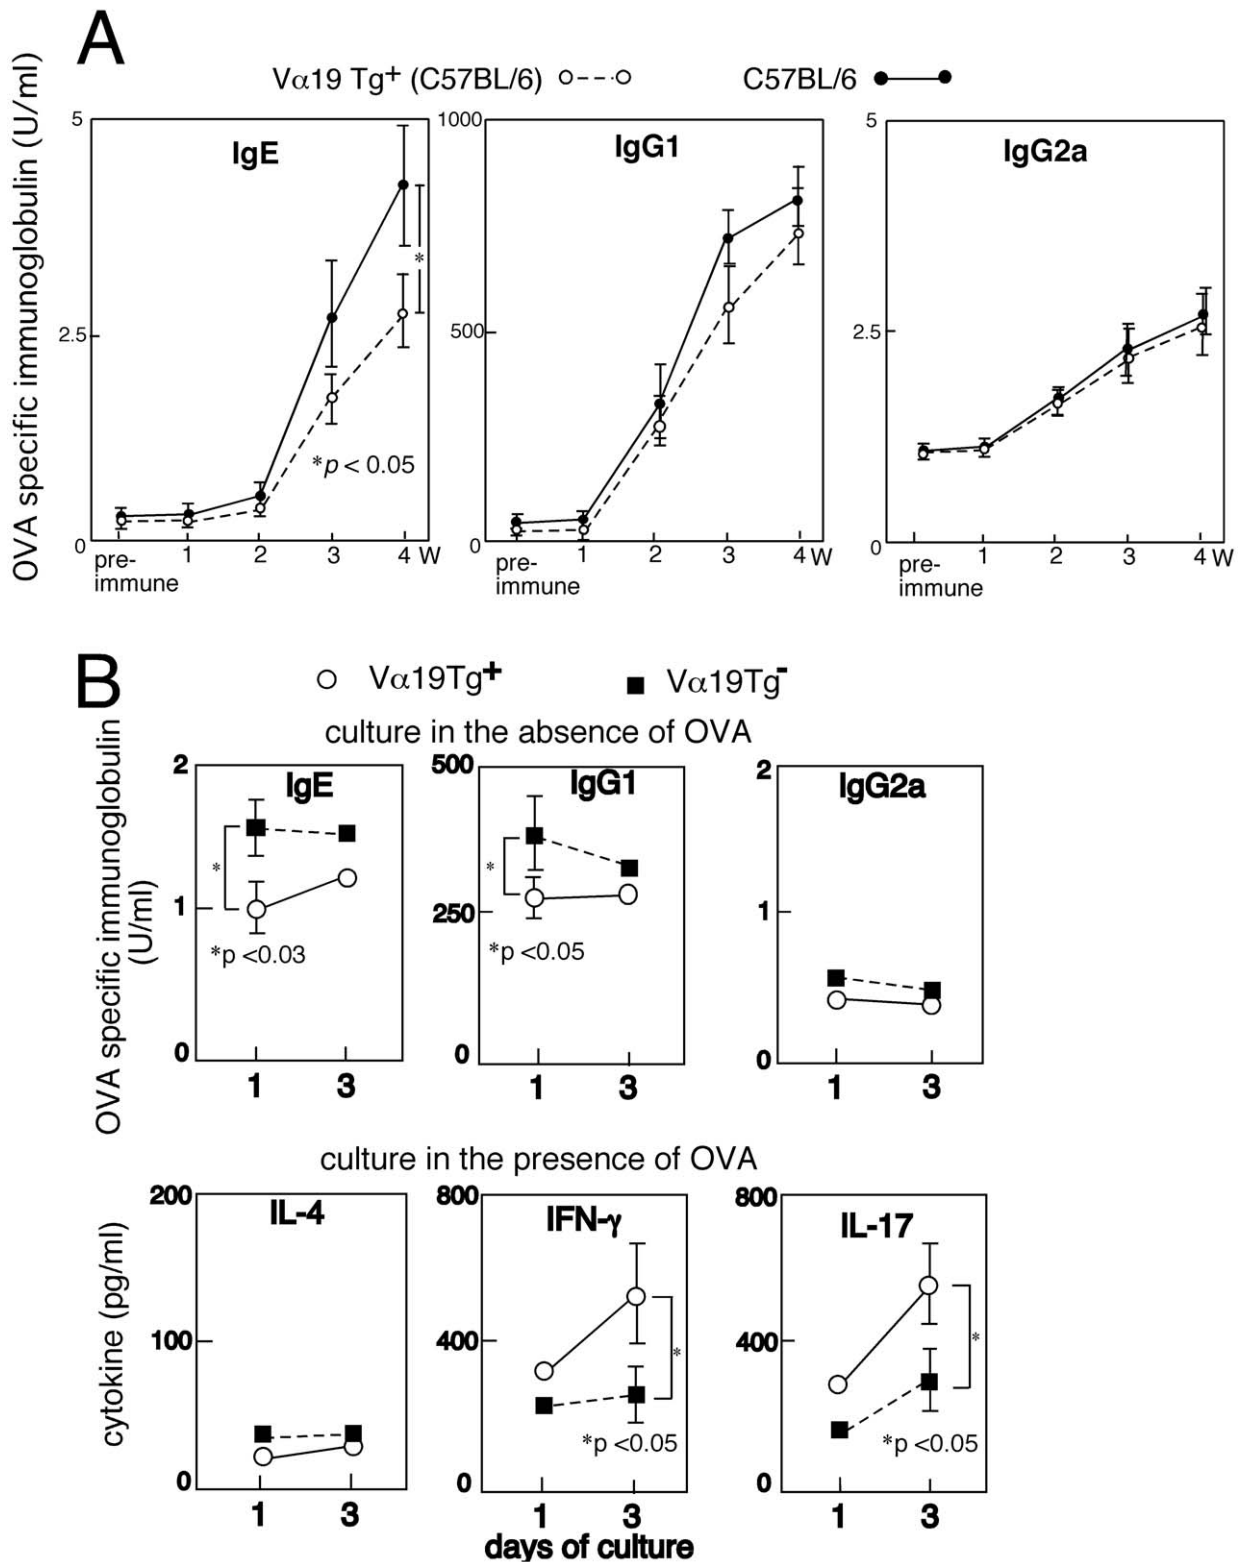 A
Vα19 Tg+ (C57BL/6)
C57BL/6
OVA specific immunoglobulin (U/ml)
5
IgE
2.5
*
*p < 0.05
0
pre-
immune
1
2
3
4 W
1000
IgG1
500
0
pre-
immune
1
2
3
4 W
5
IgG2a
2.5
0
pre-
immune
1
2
3
4 W
B
Vα19Tg+
Vα19Tg-
culture in the absence of OVA
OVA specific immunoglobulin
(U/ml)
2
IgE
1
*
*p <0.03
0
1
3
500
IgG1
250
*
*p <0.05
0
1
3
2
IgG2a
1
0
1
3
culture in the presence of OVA
cytokine (pg/ml)
200
IL-4
100
0
1
3
800
IFN-γ
400
*
*p <0.05
0
1
3
800
IL-17
400
*
*p <0.05
0
1
3
days of culture